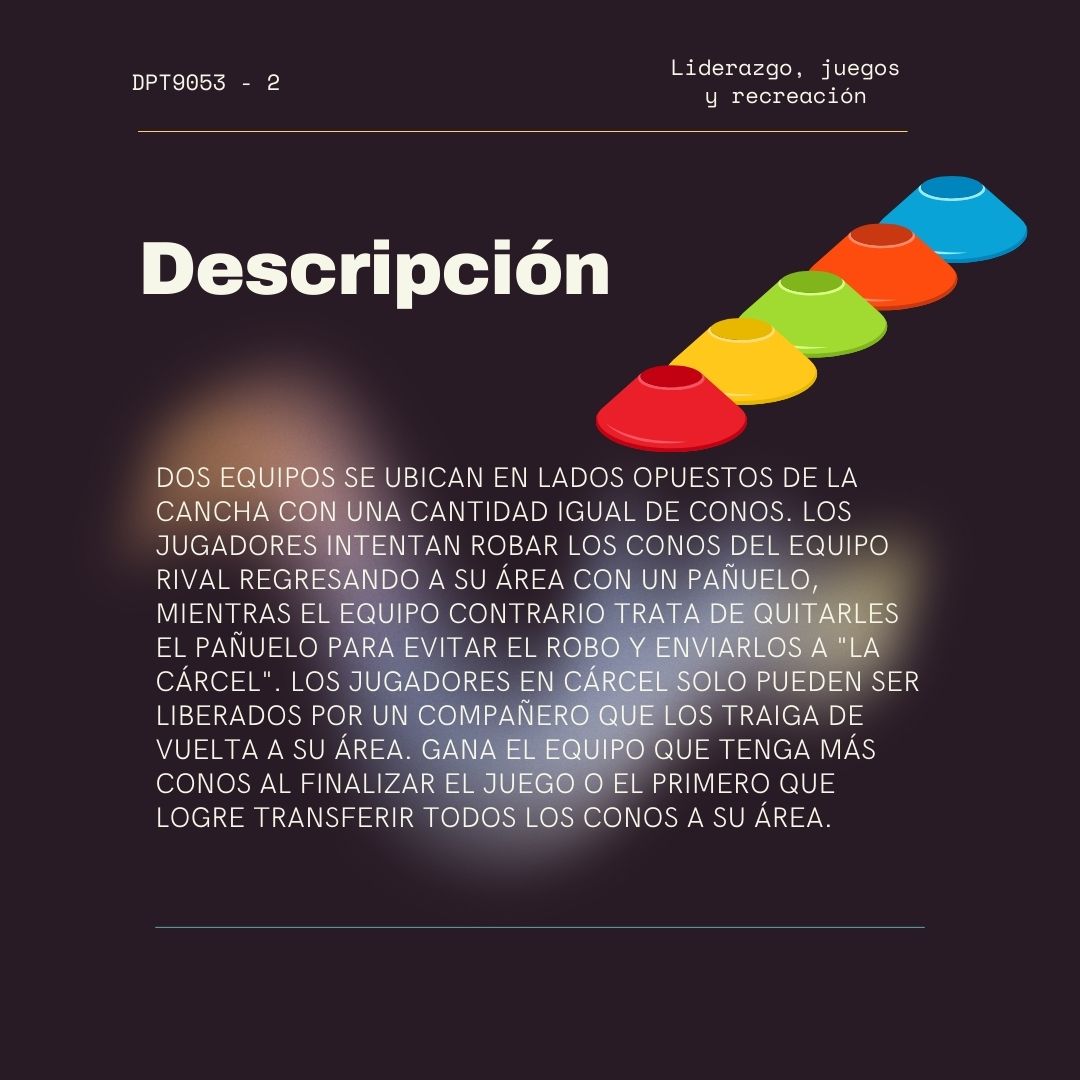 DPT9053 - 2
Liderazgo, juegos
y recreación
Descripción
DOS EQUIPOS SE UBICAN EN LADOS OPUESTOS DE LA
CANCHA CON UNA CANTIDAD IGUAL DE CONOS. LOS
JUGADORES INTENTAN ROBAR LOS CONOS DEL EQUIPO
RIVAL REGRESANDO A SU ÁREA CON UN PAÑUELO,
MIENTRAS EL EQUIPO CONTRARIO TRATA DE QUITARLES
EL PAÑUELO PARA EVITAR EL ROBO Y ENVIARLOS A "LA
CÁRCEL". LOS JUGADORES EN CÁRCEL SOLO PUEDEN SER
LIBERADOS POR UN COMPAÑERO QUE LOS TRAIGA DE
VUELTA A SU ÁREA. GANA EL EQUIPO QUE TENGA MÁS
CONOS AL FINALIZAR EL JUEGO O EL PRIMERO QUE
LOGRE TRANSFERIR TODOS LOS CONOS A SU ÁREA.